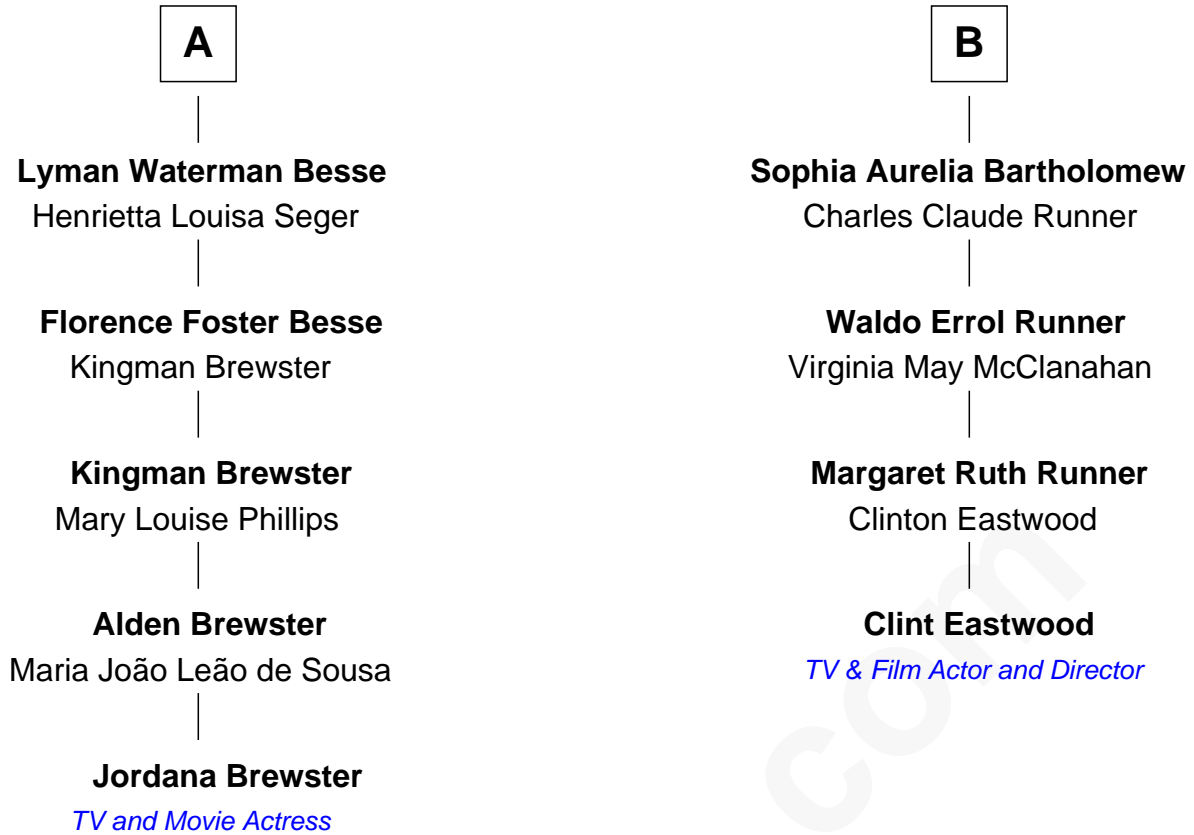 A
Lyman Waterman Besse
Henrietta Louisa Seger
Florence Foster Besse
Kingman Brewster
Kingman Brewster
Mary Louise Phillips
Alden Brewster
Maria João Leão de Sousa
Jordana Brewster
TV and Movie Actress
B
Sophia Aurelia Bartholomew
Charles Claude Runner
Waldo Errol Runner
Virginia May McClanahan
Margaret Ruth Runner
Clinton Eastwood
Clint Eastwood
TV & Film Actor and Director
com